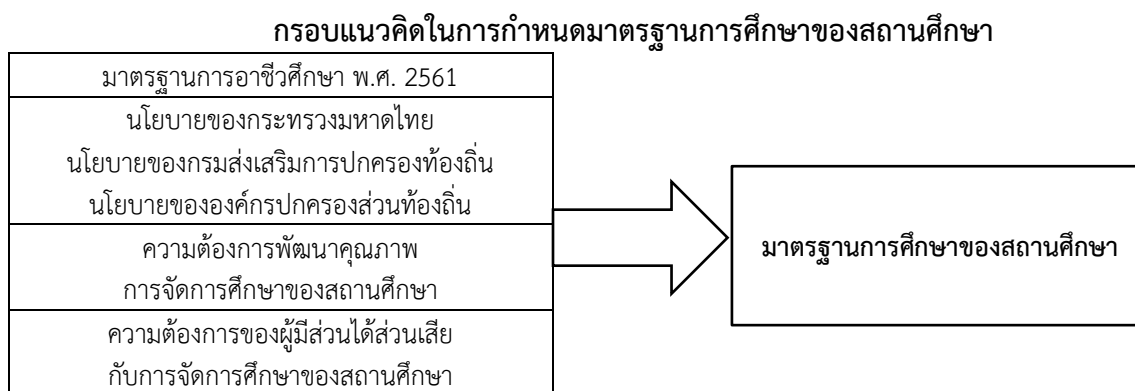 กรอบแนวคิดในการกำหนดมาตรฐานการศึกษาของสถานศึกษา
มาตรฐานการอาชีวศึกษา พ.ศ. 2561
นโยบายของกระทรวงมหาดไทย
นโยบายของกรมส่งเสริมการปกครองท้องถิ่น
นโยบายขององค์กรปกครองส่วนท้องถิ่น
ความต้องการพัฒนาคุณภาพ
การจัดการศึกษาของสถานศึกษา
ความต้องการของผู้มีส่วนได้ส่วนเสีย
กับการจัดการศึกษาของสถานศึกษา
มาตรฐานการศึกษาของสถานศึกษา